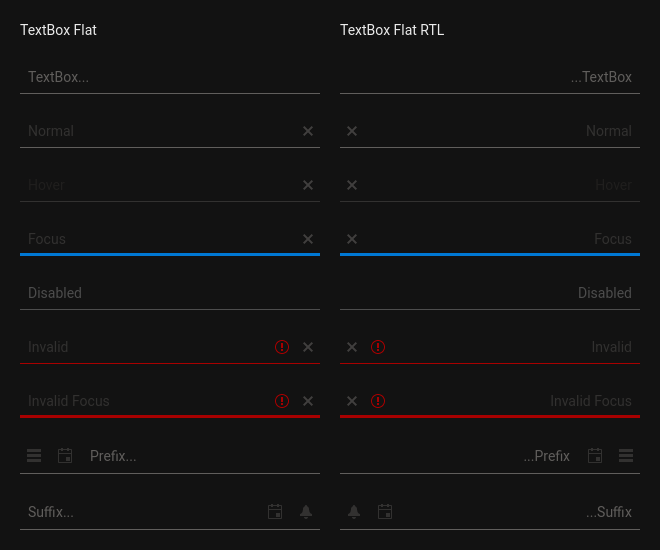 TextBox Flat
TextBox...
Normal
Hover
Focus
Disabled
Invalid
Invalid Focus
Prefix...
Suffix...
TextBox Flat RTL
...TextBox
Normal
Hover
Focus
Disabled
Invalid
Invalid Focus
...Prefix
...Suffix